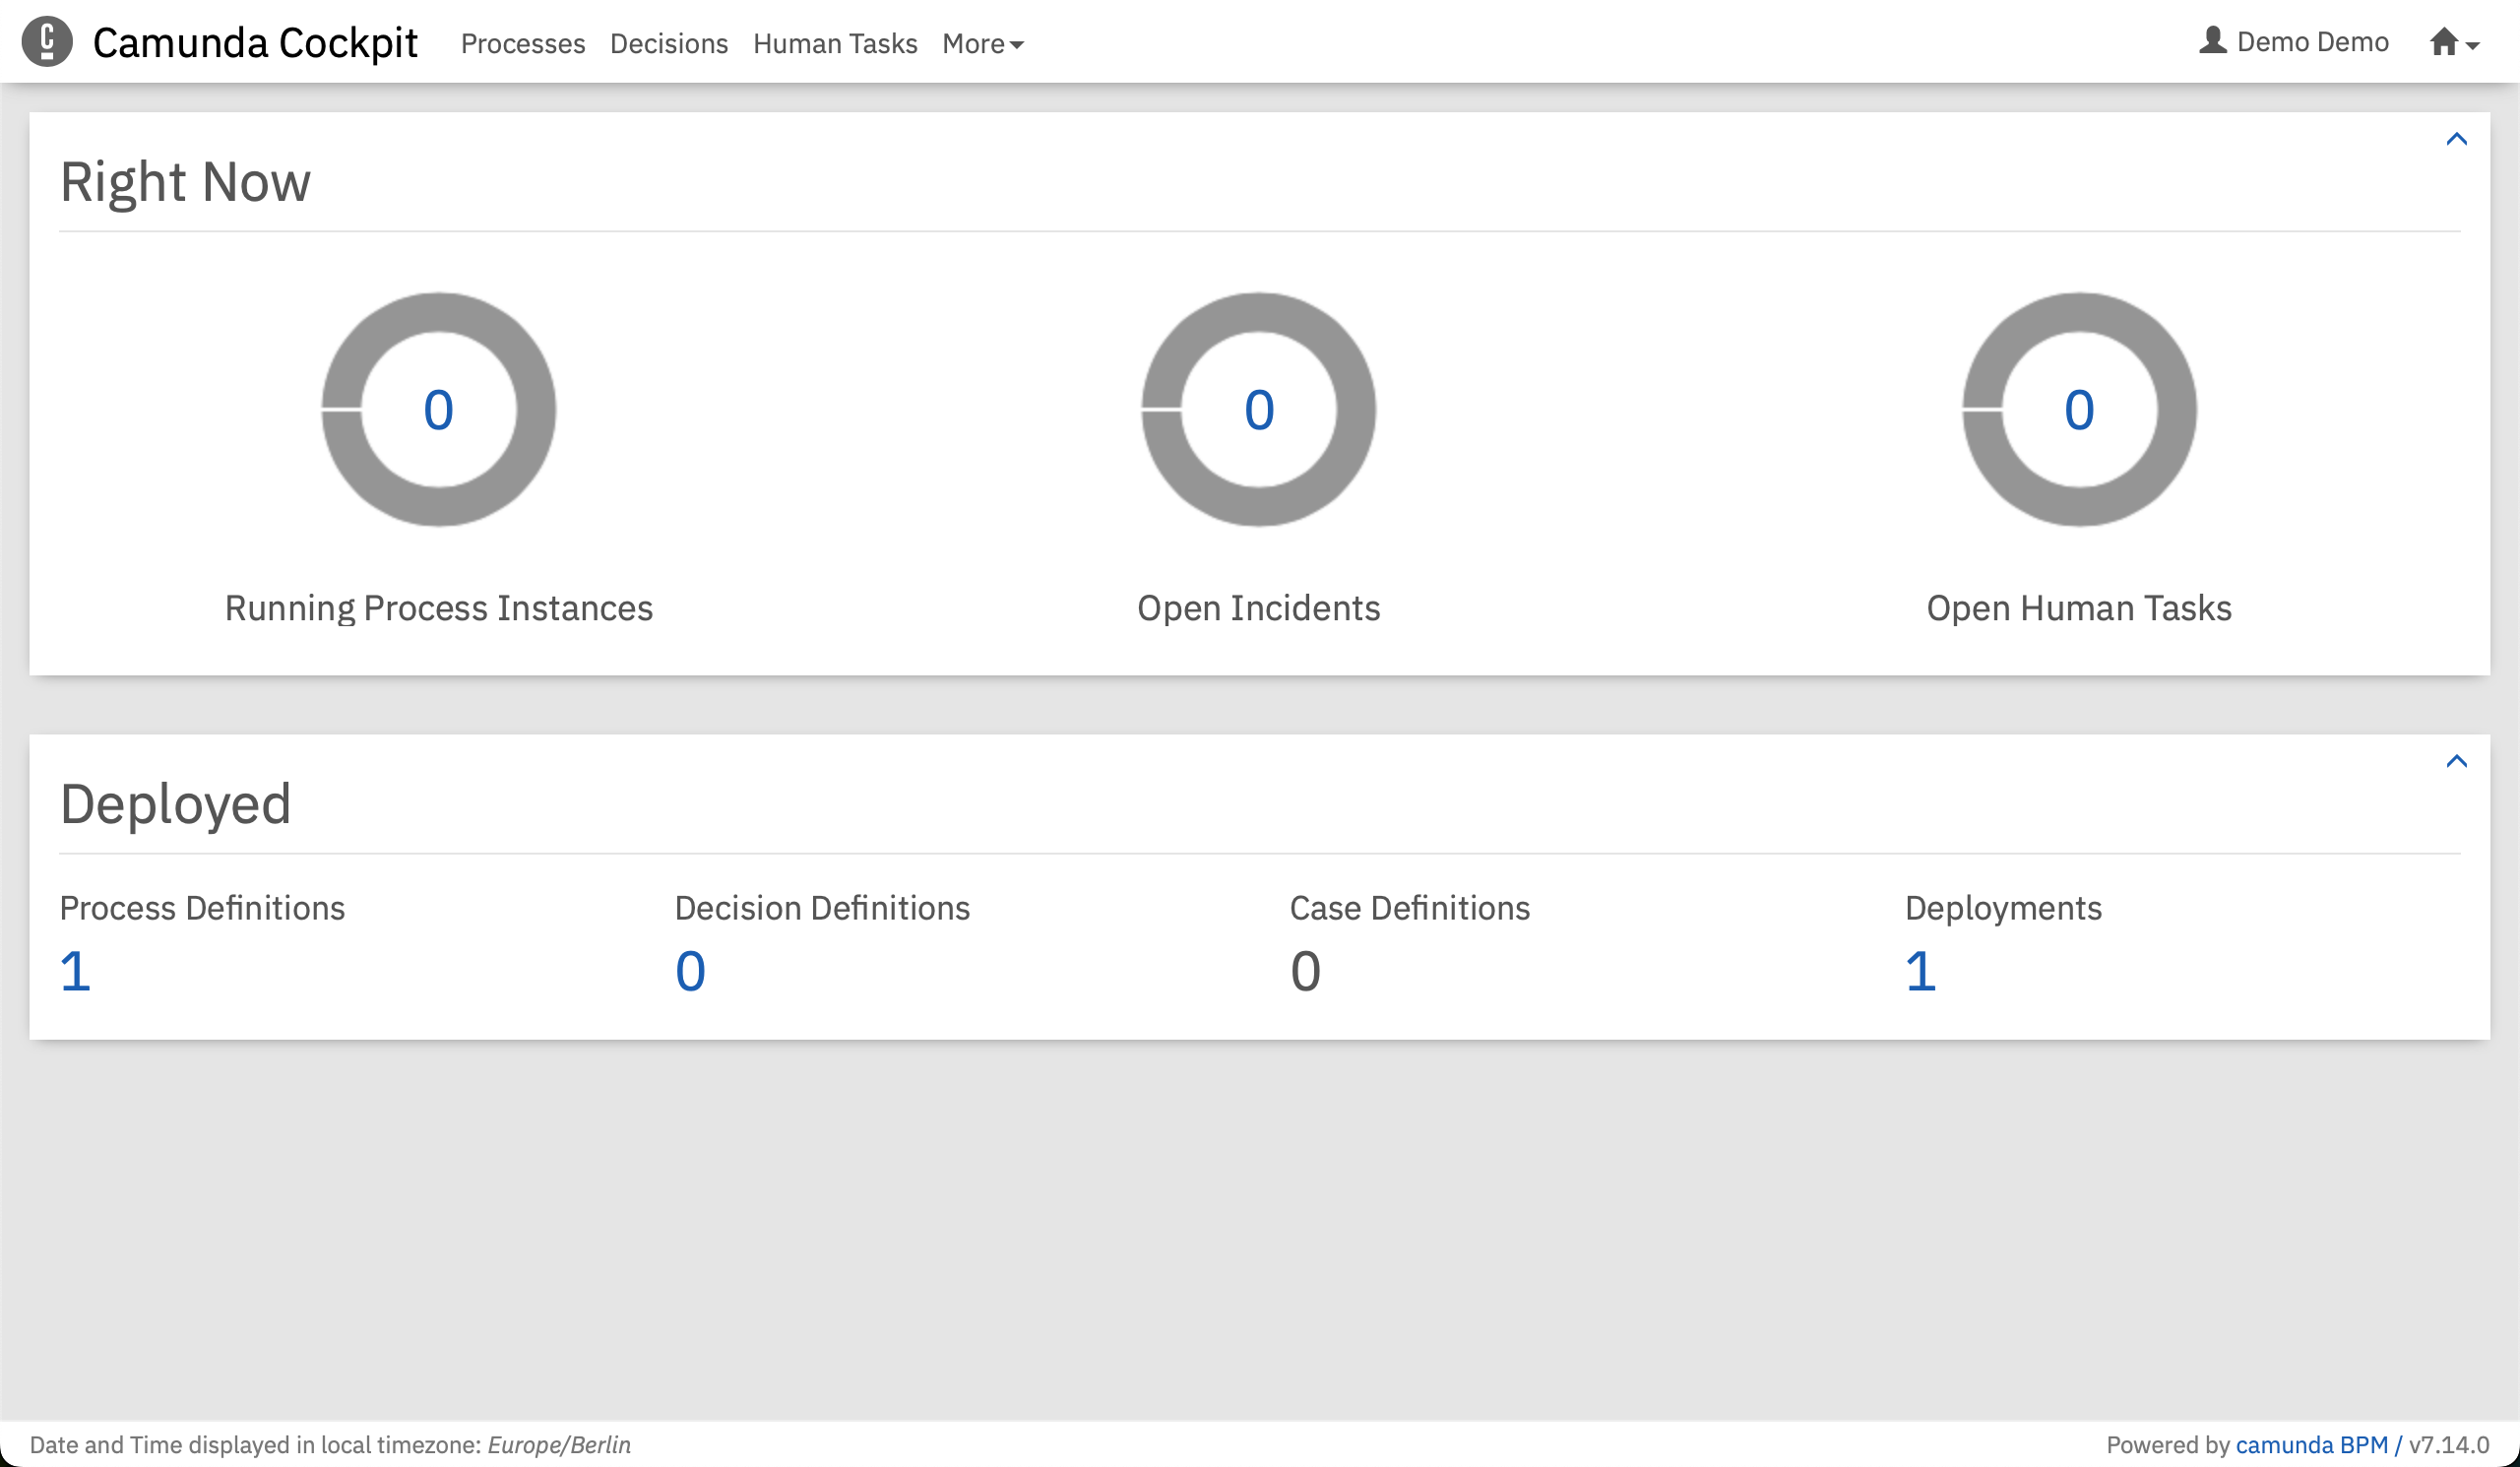 Camunda Cockpit Processes Decisions Human Tasks More Demo Demo
Right Now
0 0 0
Running Process Instances Open Incidents Open Human Tasks
Deployed
Process Definitions Decision Definitions Case Definitions Deployments
1 0 0 1
Date and Time displayed in local timezone: Europe/Berlin Powered by camunda BPM / v7.14.0